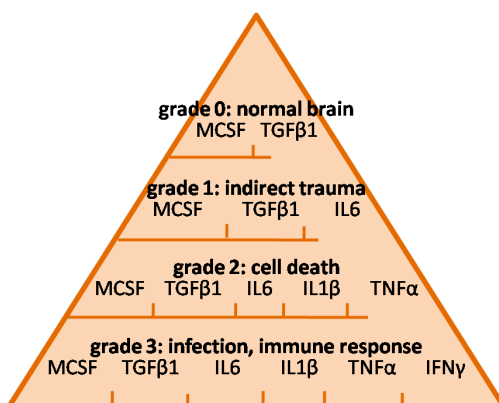 grade 0: normal brain
MCSF TGFβ1
grade 1: indirect trauma
MCSF TGFβ1 IL6
grade 2: cell death
MCSF TGFβ1 IL6 IL1β TNFα
grade 3: infection, immune response
MCSF TGFβ1 IL6 IL1β TNFα IFNγ